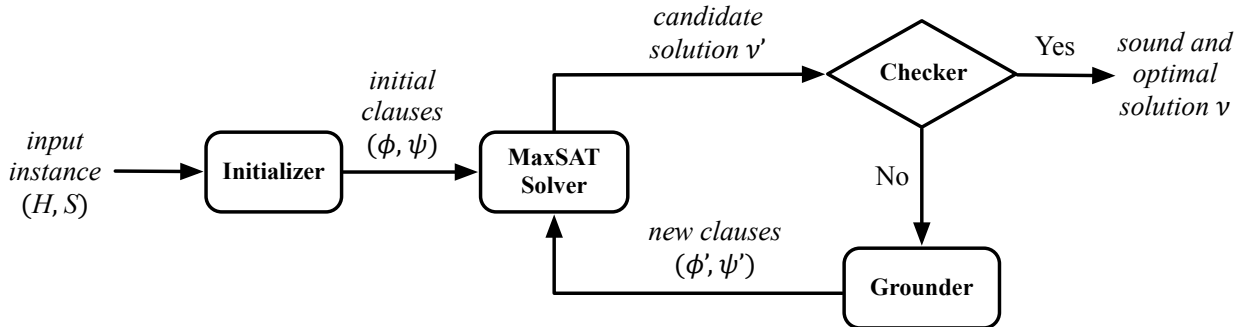 input
instance
(H, S)
Initializer
initial
clauses
(ϕ, ψ)
MaxSAT
Solver
candidate
solution ν'
Checker
Yes
sound and
optimal
solution ν
No
Grounder
new clauses
(ϕ', ψ')